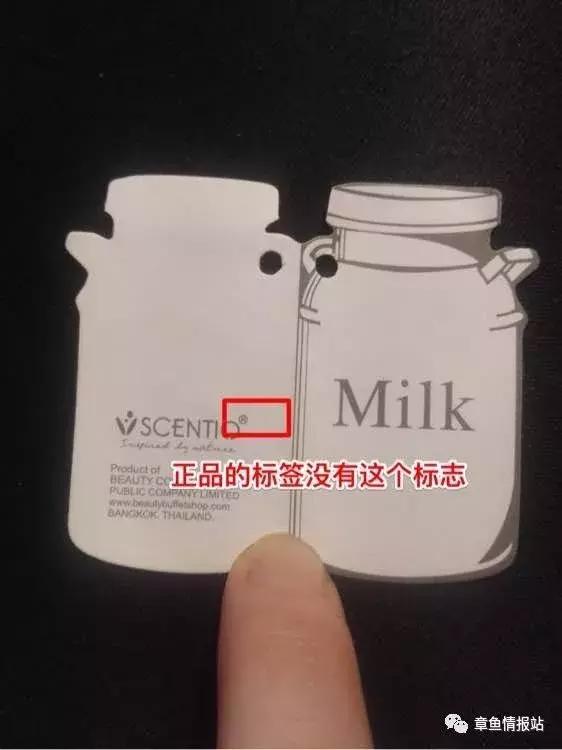 SCENTIO®
Inspired by nature
Milk
正品的标签没有这个标志
Product of
BEAUTY CO
PUBLIC COMPANY LIMITED
www.beautybuffetshop.com
BANGKOK. THAILAND.
章鱼情报站